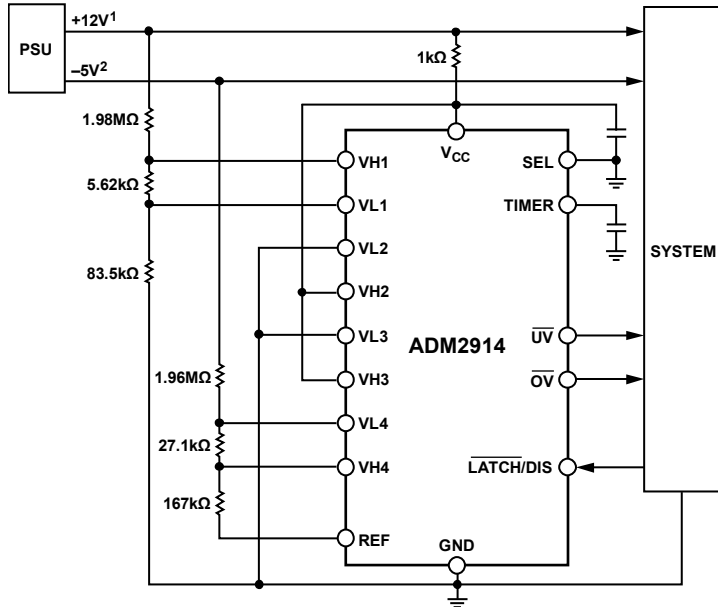 PSU
+12V¹
–5V²
1kΩ
1.98MΩ
5.62kΩ
83.5kΩ
1.96MΩ
27.1kΩ
167kΩ
VCC
VH1
VL1
VL2
VH2
VL3
VH3
VL4
VH4
REF
ADM2914
GND
SEL
TIMER
UV
OV
LATCH/DIS
SYSTEM